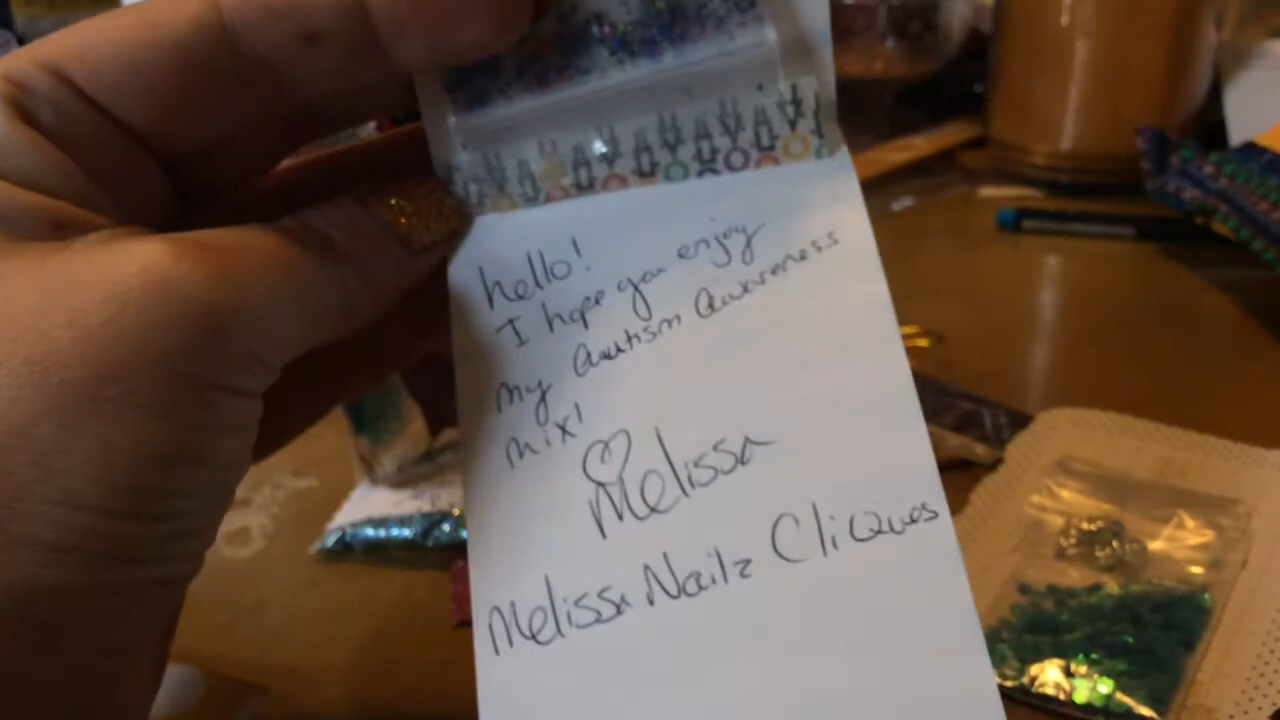 hello!
I hope you enjoy
my Autism Awareness
mix!
Melissa
Melissa Nailz Cliques